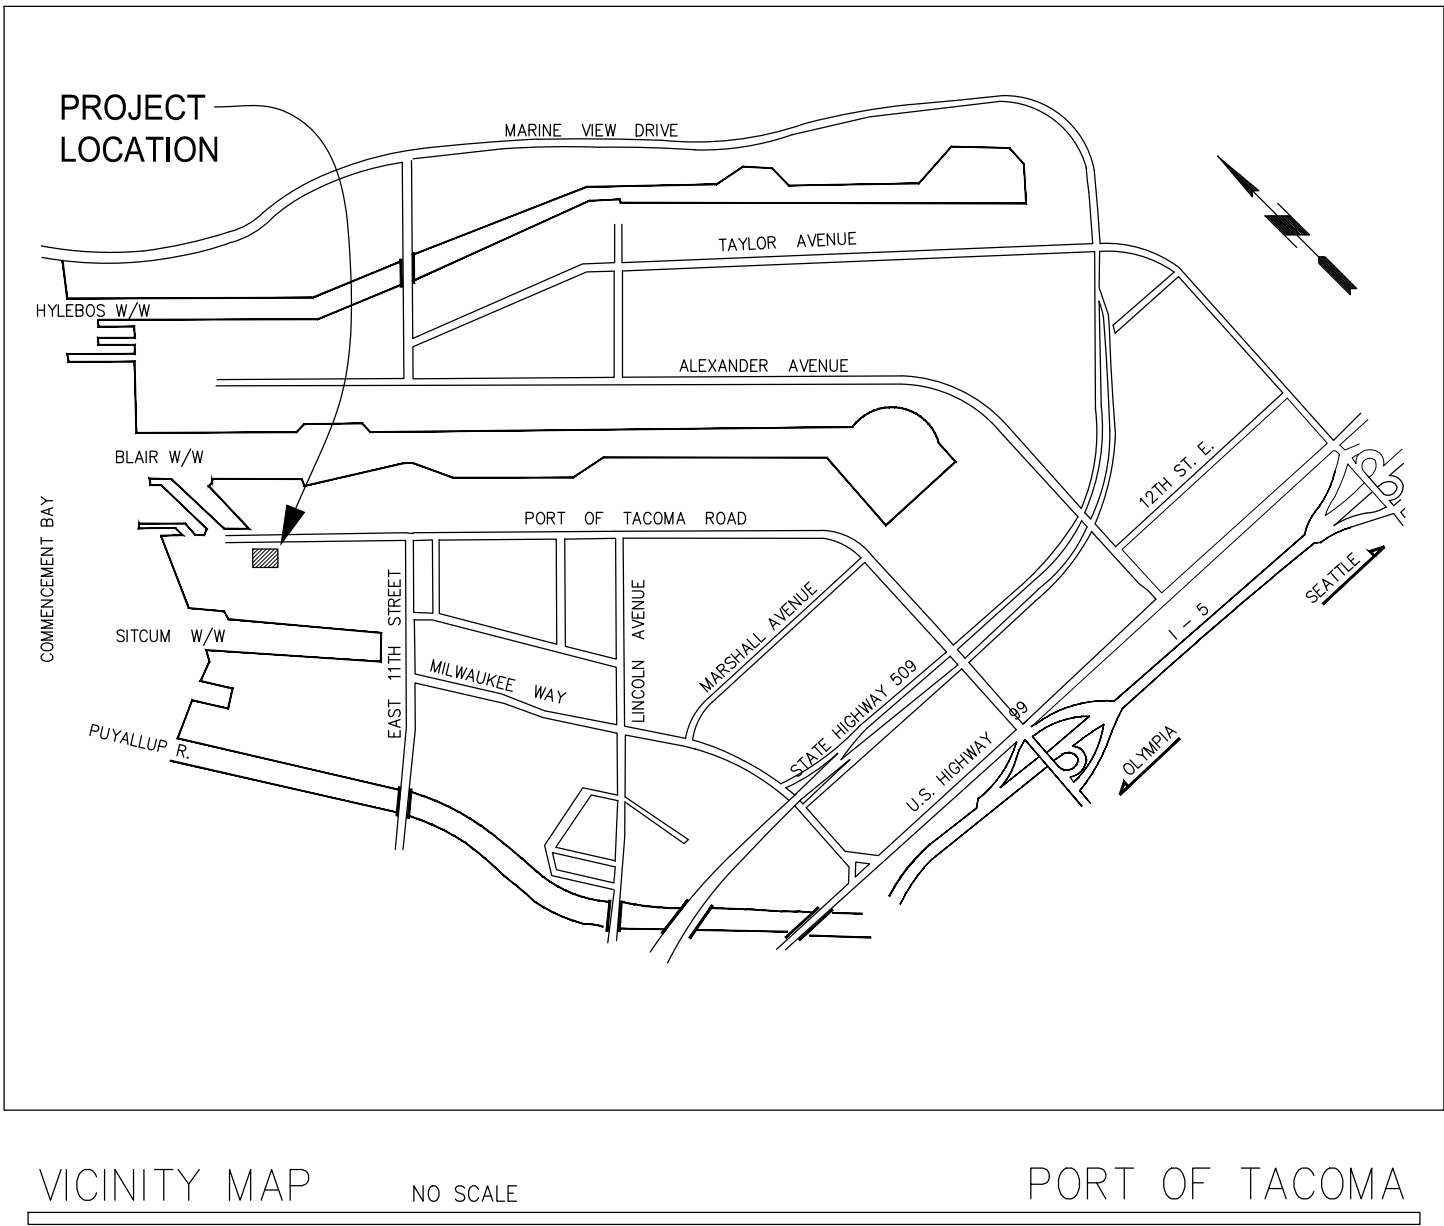 PROJECT
LOCATION
MARINE VIEW DRIVE
TAYLOR AVENUE
HYLEBOS W/W
ALEXANDER AVENUE
BLAIR W/W
12TH ST. E.
COMMENCEMENT BAY
PORT OF TACOMA ROAD
SEATTLE
EAST 11TH STREET
LINCOLN AVENUE
MARSHALL AVENUE
I - 5
SITCUM W/W
MILWAUKEE WAY
STATE HIGHWAY 509
U.S. HIGHWAY 99
PUYALLUP R.
OLYMPIA
VICINITY MAP NO SCALE PORT OF TACOMA